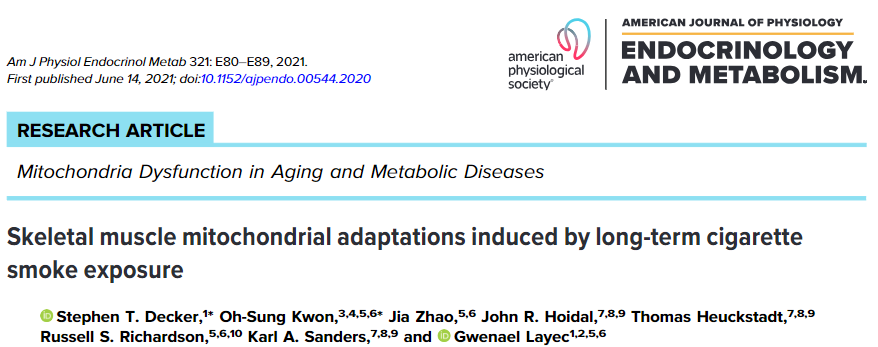 american
physiological
society®
AMERICAN JOURNAL OF PHYSIOLOGY
ENDOCRINOLOGY
AND METABOLISM.
Am J Physiol Endocrinol Metab 321: E80–E89, 2021.
First published June 14, 2021; doi:10.1152/ajpendo.00544.2020
RESEARCH ARTICLE
Mitochondria Dysfunction in Aging and Metabolic Diseases
Skeletal muscle mitochondrial adaptations induced by long-term cigarette
smoke exposure
iD Stephen T. Decker,1* Oh-Sung Kwon,3,4,5,6* Jia Zhao,5,6 John R. Hoidal,7,8,9 Thomas Heuckstadt,7,8,9
Russell S. Richardson,5,6,10 Karl A. Sanders,7,8,9 and iD Gwenael Layec1,2,5,6